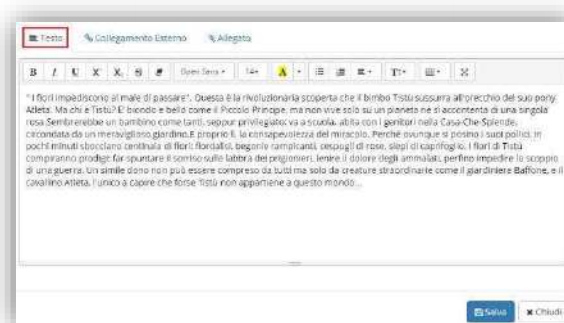 Testo Collegamento Esterno Allegato
B I U X X S Open Sans 14 A T
"I fiori impediscono al male di passare". Questa è la rivoluzionaria scoperta che il bimbo Tistù sussurra all'orecchio del suo pony
Atleta. Ma chi è Tistù? E' biondo e bello come il Piccolo Principe, ma non vive solo su un pianeta né si accontenta di una singola
rosa Sembrerebbe un bambino come tanti, seppur privilegiato: va a scuola, abita con i genitori nella Casa-Che-Splende,
circondata da un meraviglioso giardino.E proprio lì, la consapevolezza del miracolo. Perché ovunque si posino i suoi pollici, in
pochi minuti sbocciano centinaia di fiori: fiordalisi, begonie rampicanti, cespugli di rose, siepi di caprifoglio. I fiori di Tistù
compiranno prodigi: far spuntare il sorriso sulle labbra dei prigionieri, lenire il dolore degli ammalati, perfino impedire lo scoppio
di una guerra. Un simile dono non può essere compreso da tutti ma solo da creature straordinarie come il giardiniere Baffone, e il
cavallino Atleta, l'unico a capire che forse Tistù non appartiene a questo mondo...
Salva Chiudi